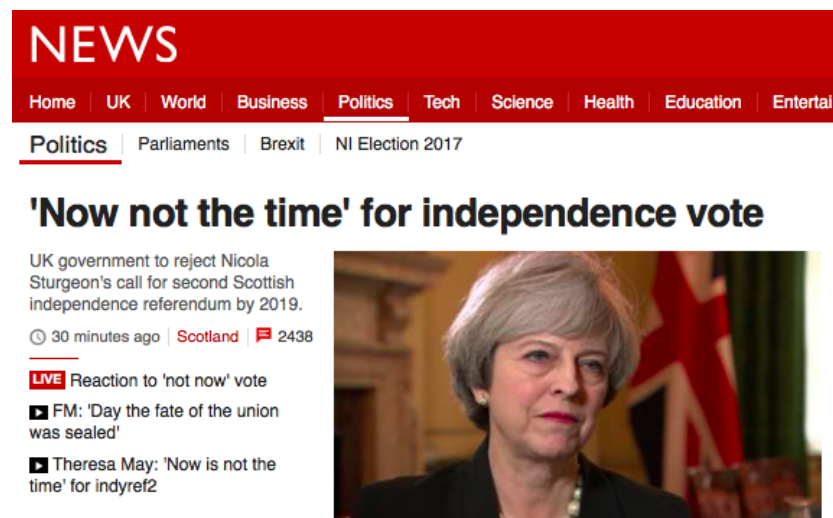 NEWS
Home UK World Business Politics Tech Science Health Education Entertai
Politics Parliaments Brexit NI Election 2017
'Now not the time' for independence vote
UK government to reject Nicola
Sturgeon's call for second Scottish
independence referendum by 2019.
30 minutes ago Scotland 2438
LIVE Reaction to 'not now' vote
FM: 'Day the fate of the union
was sealed'
Theresa May: 'Now is not the
time' for indyref2